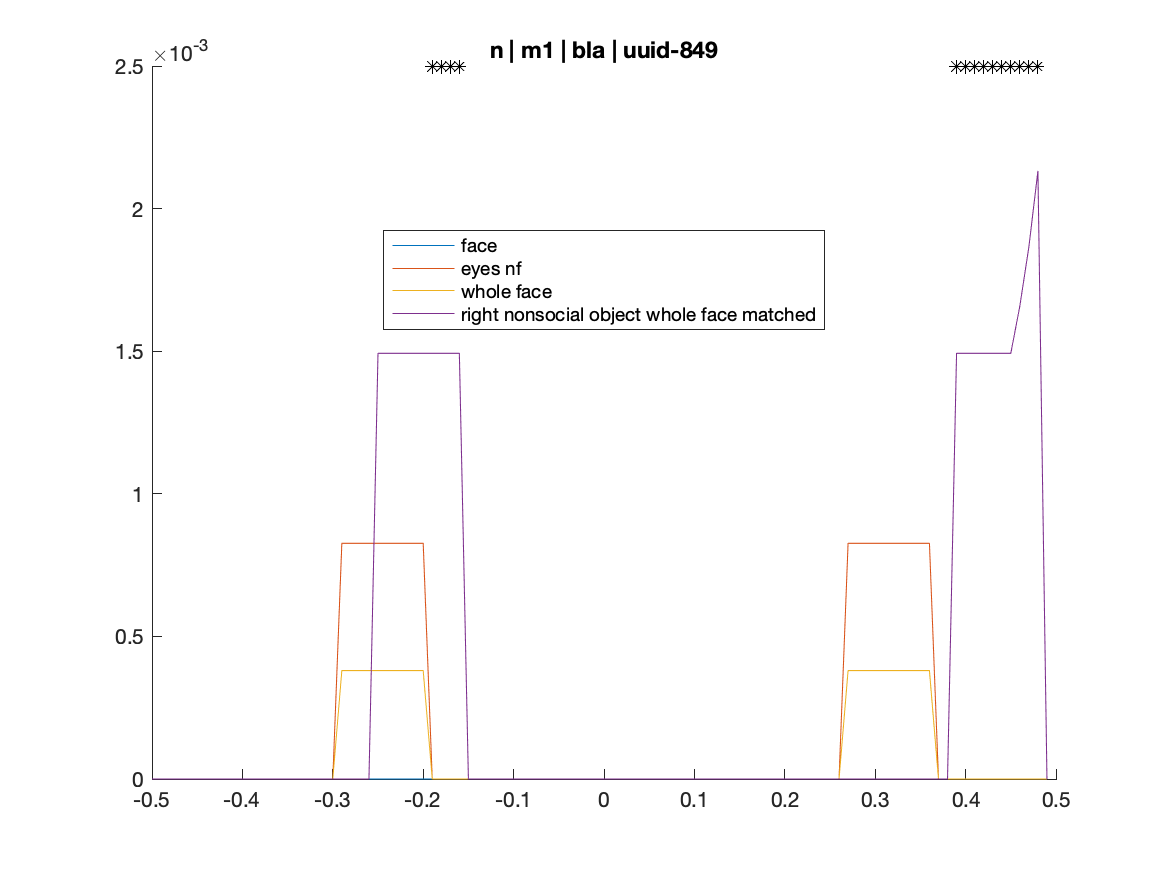 n | m1 | bla | uuid-849
×10-3
2.5
2
1.5
1
0.5
0
face
eyes nf
whole face
right nonsocial object whole face matched
-0.5 -0.4 -0.3 -0.2 -0.1 0 0.1 0.2 0.3 0.4 0.5